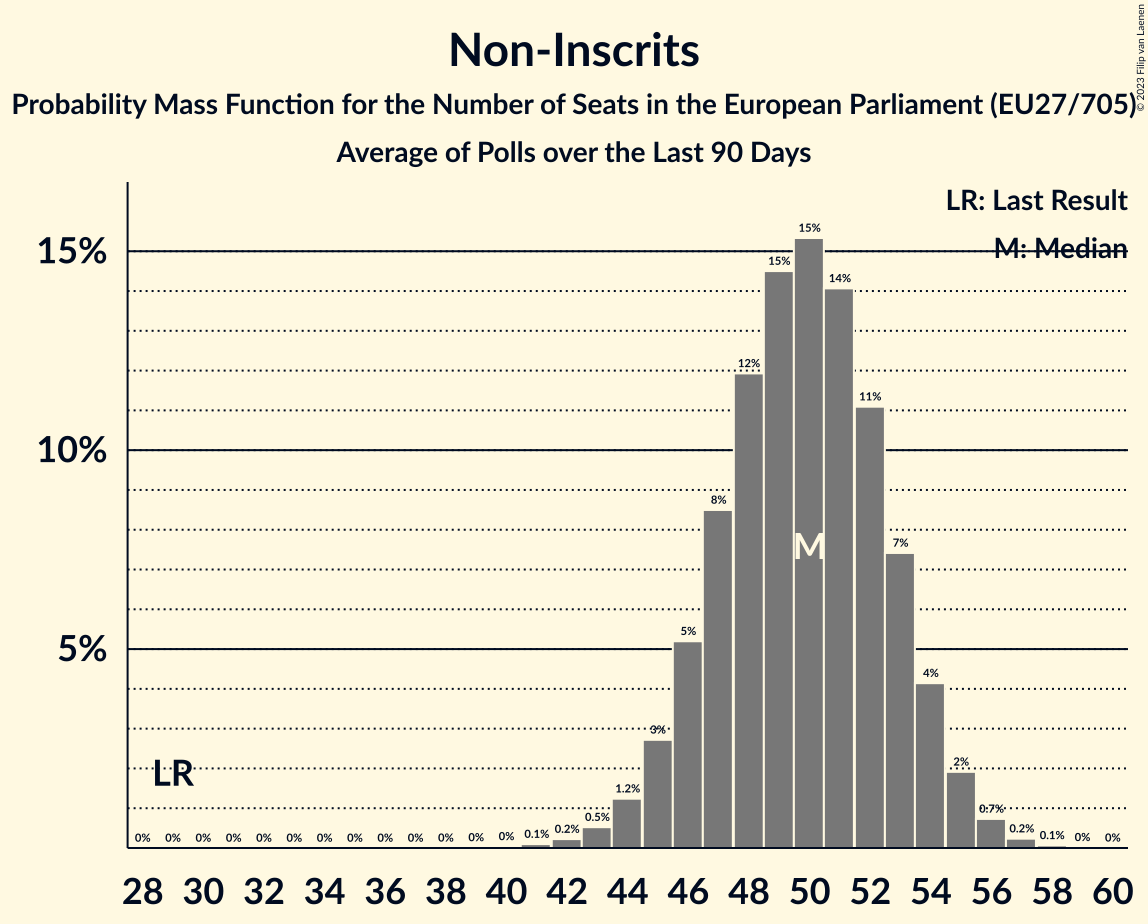 Non-Inscrits
Probability Mass Function for the Number of Seats in the European Parliament (EU27/705)
Average of Polls over the Last 90 Days
© 2023 Filip van Laenen
LR: Last Result
M: Median
15%
10%
5%
0% 0% 0% 0% 0% 0% 0% 0% 0% 0% 0% 0% 0% 0.1% 0.2% 0.5% 1.2% 3% 5% 8% 12% 15% 15% 14% 11% 7% 4% 2% 0.7% 0.2% 0.1% 0% 0%
LR
M
28 30 32 34 36 38 40 42 44 46 48 50 52 54 56 58 60